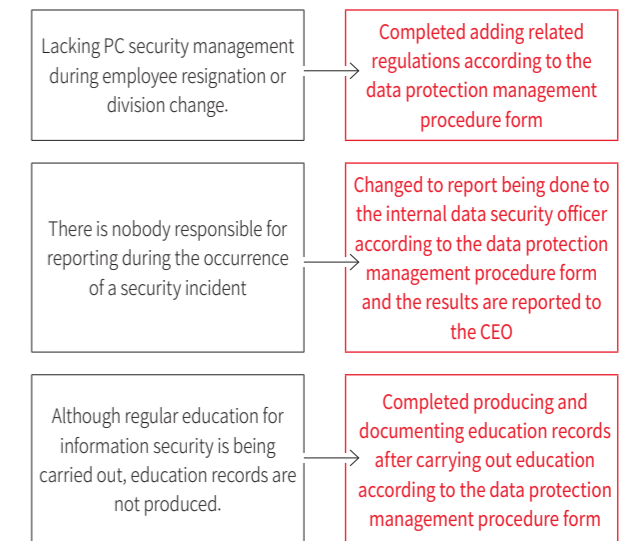 Lacking PC security management
during employee resignation or
division change.
Completed adding related
regulations according to the
data protection management
procedure form
There is nobody responsible for
reporting during the occurrence
of a security incident
Changed to report being done to
the internal data security officer
according to the data protection
management procedure form
and the results are reported to
the CEO
Although regular education for
information security is being
carried out, education records are
not produced.
Completed producing and
documenting education records
after carrying out education
according to the data protection
management procedure form